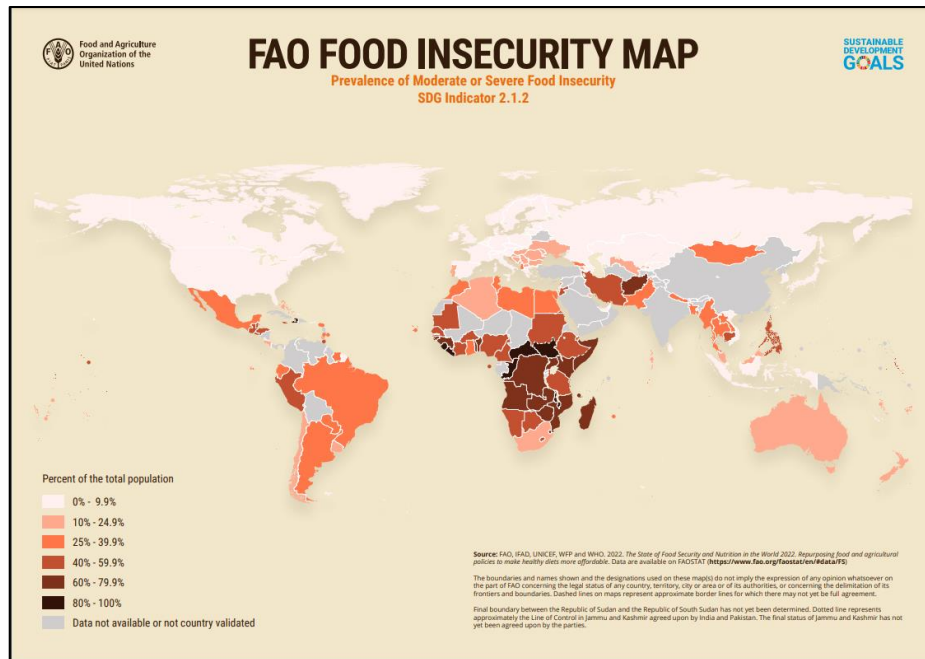 Food and Agriculture
Organization of the
United Nations
FAO FOOD INSECURITY MAP
Prevalence of Moderate or Severe Food Insecurity
SDG Indicator 2.1.2
SUSTAINABLE
DEVELOPMENT
GOALS
Percent of the total population
0% - 9.9%
10% - 24.9%
25% - 39.9%
40% - 59.9%
60% - 79.9%
80% - 100%
Data not available or not country validated
Source: FAO, IFAD, UNICEF, WFP and WHO. 2022. The State of Food Security and Nutrition in the World 2022. Repurposing food and agricultural
policies to make healthy diets more affordable. Data are available on FAOSTAT (https://www.fao.org/faostat/en/#data/FS)
The boundaries and names shown and the designations used on these map(s) do not imply the expression of any opinion whatsoever on
the part of FAO concerning the legal status of any country, territory, city or area or of its authorities, or concerning the delimitation of its
frontiers and boundaries. Dashed lines on maps represent approximate border lines for which there may not yet be full agreement.
Final boundary between the Republic of Sudan and the Republic of South Sudan has not yet been determined. Dotted line represents
approximately the Line of Control in Jammu and Kashmir agreed upon by India and Pakistan. The final status of Jammu and Kashmir has not
yet been agreed upon by the parties.